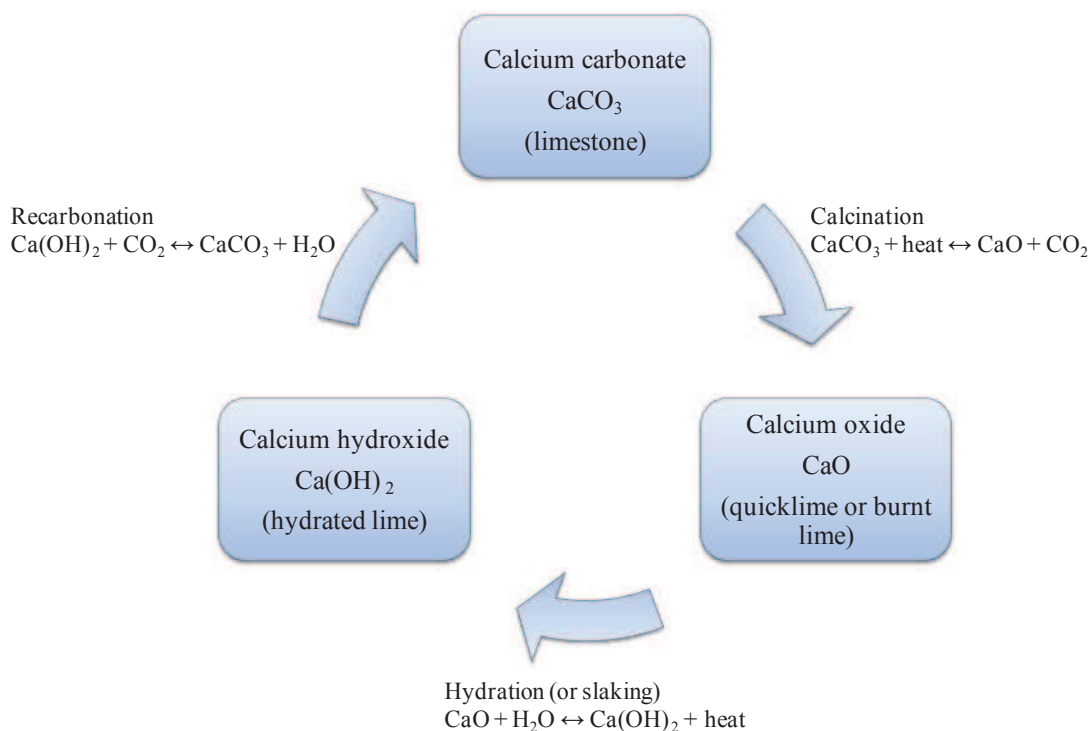 Calcium carbonate
CaCO₃
(limestone)
Recarbonation
Ca(OH)₂ + CO₂ ↔ CaCO₃ + H₂O
Calcination
CaCO₃ + heat ↔ CaO + CO₂
Calcium hydroxide
Ca(OH) ₂
(hydrated lime)
Calcium oxide
CaO
(quicklime or burnt
lime)
Hydration (or slaking)
CaO + H₂O ↔ Ca(OH)₂ + heat